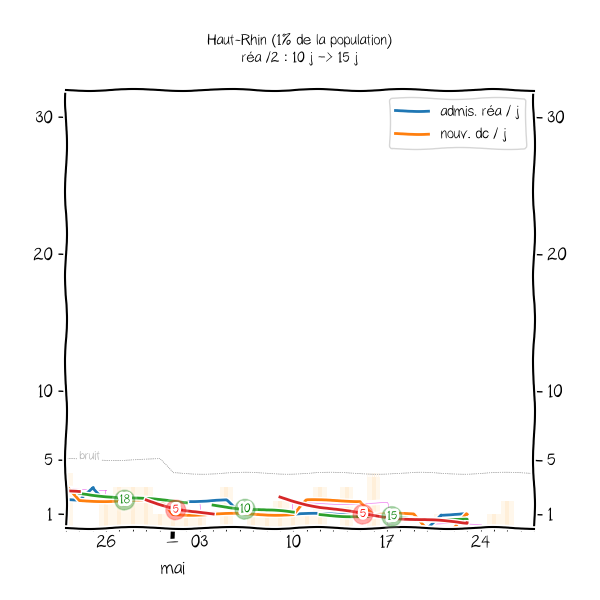 Haut-Rhin (1% de la population)
réa /2 : 10 j -> 15 j
admis. réa / j
nouv. dc / j
30 30
20 20
10 10
5 5
1 1
bruit
18 5 10 5 15
26 03 10 17 24
mai